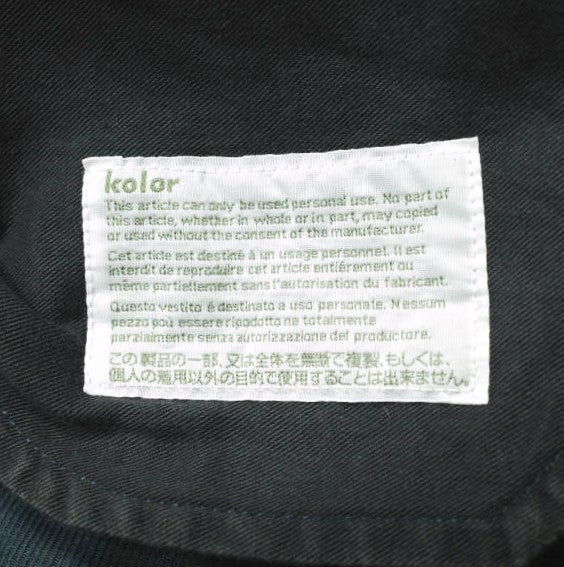 kolor
This article can only be used personal use. No part of
this article, whether in whole or in part, may copied
or used without the consent of the manufacturer.
Cet article est destiné à un usage personnel. Il est
interdit de reproduire cet article entiérement ou
même partiellement sans l'autorisation du fabricant.
Questo vestito é destinato a uso personale. Nessum
pezzo poú essere ripodotto ne totalmente
parzialmente senza autorizzazione del produttore.
この製品の一部、又は全体を無断で複製、もしくは、
個人の着用以外の目的で使用することは出来ません。